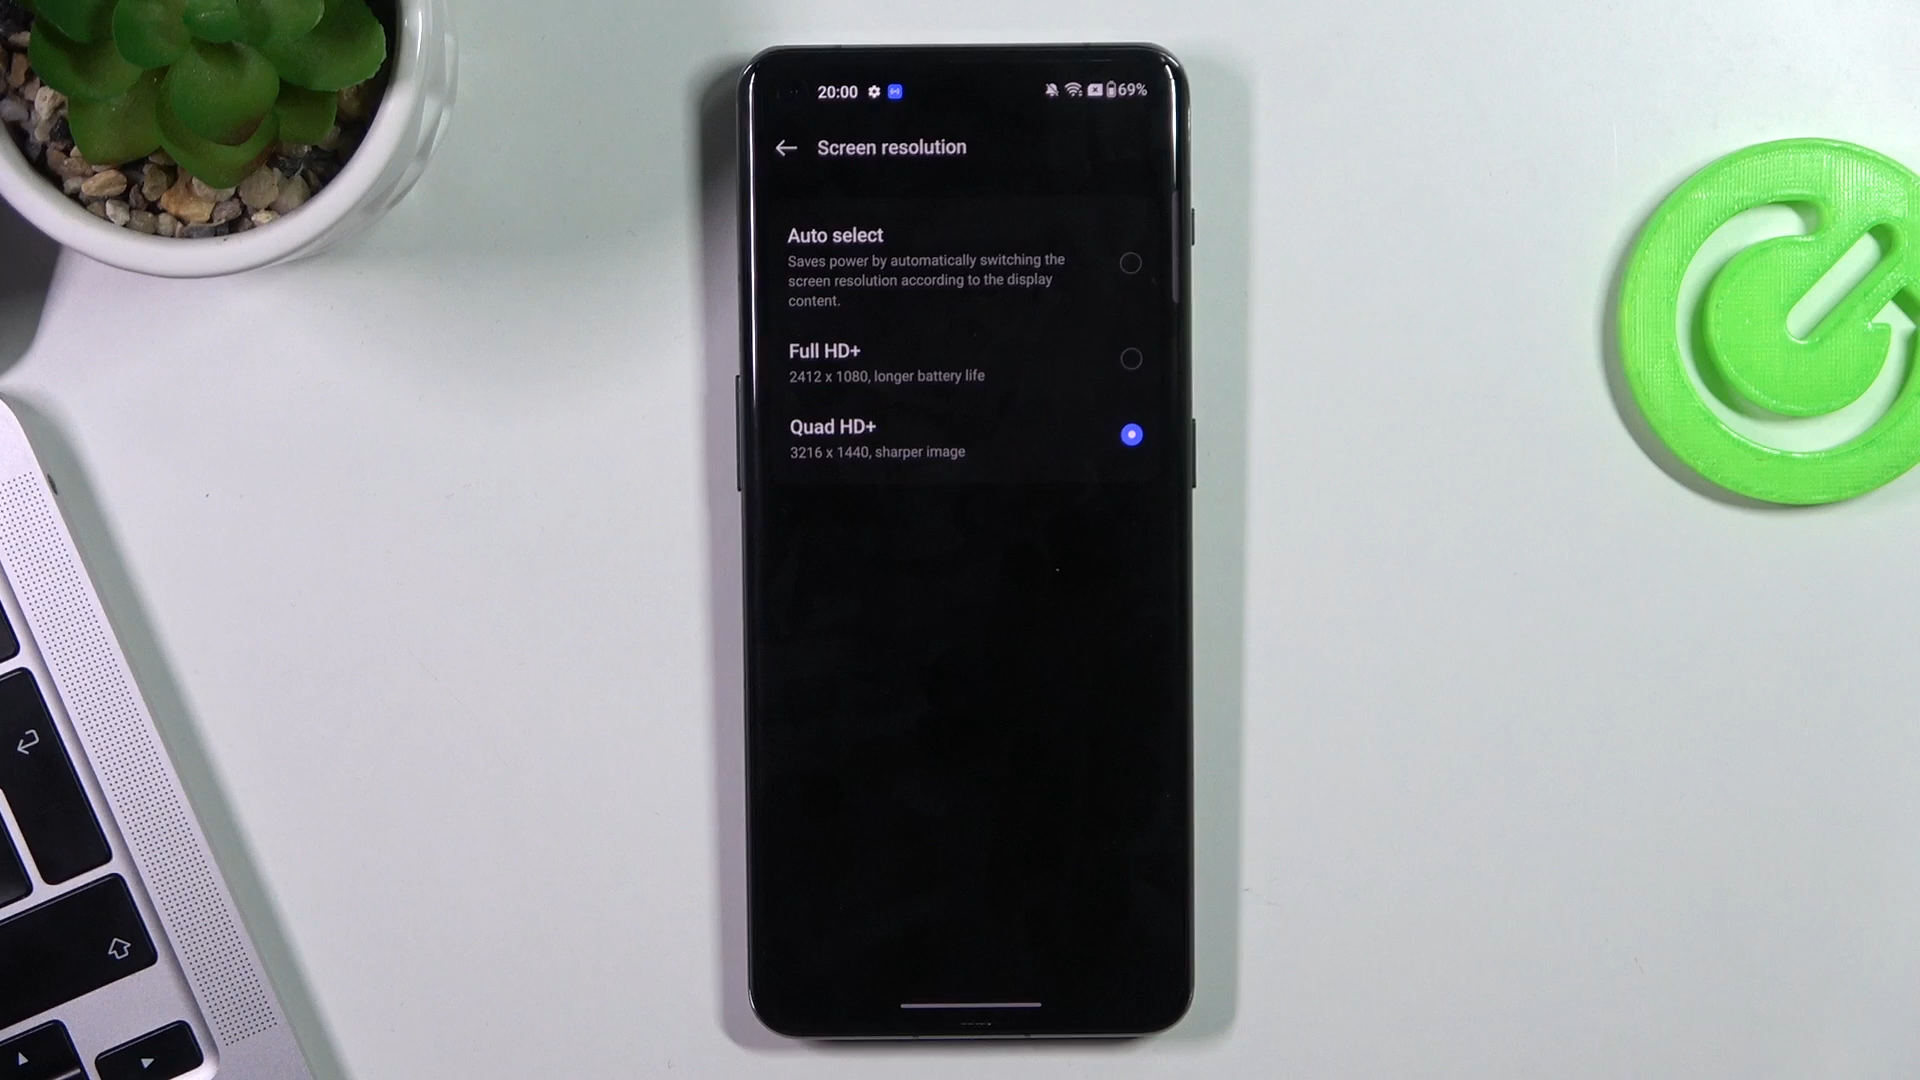 20:00 69%
Screen resolution
Auto select
Saves power by automatically switching the
screen resolution according to the display
content.
Full HD+
2412 x 1080, longer battery life
Quad HD+
3216 x 1440, sharper image